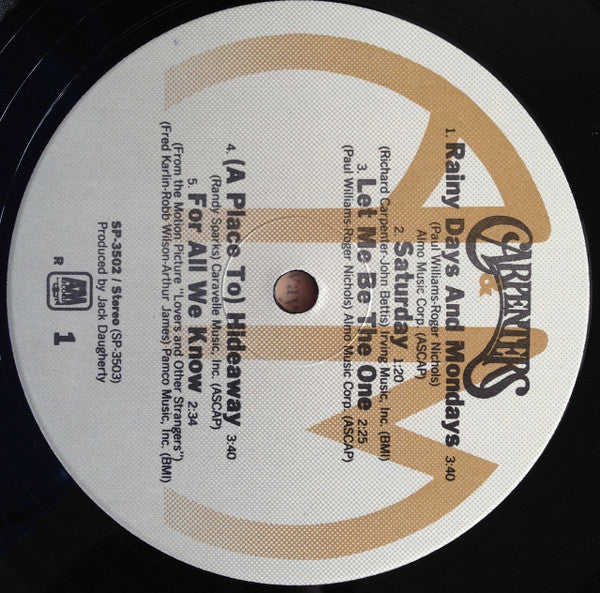 CARPENTERS
1. Rainy Days And Mondays 3:40
(Paul Williams-Roger Nichols)
Almo Music Corp. (ASCAP)
2. Saturday 1:20
(Richard Carpenter-John Bettis) Irving Music, Inc. (BMI)
3. Let Me Be The One 2:25
(Paul Williams-Roger Nichols Almo Music Corp. (ASCAP)
4. (A Place To) Hideaway 3:40
(Randy Sparks) Caravelle Music, Inc. (ASCAP)
5. For All We Know 2:34
(From the Motion Picture "Lovers and Other Strangers")
(Fred Karlin-Robb Wilson-Arthur James) Pamco Music, Inc. (BMI)
SP-3502 / Stereo (SP-3503)
Produced by Jack Daugherty
R
A&M
1